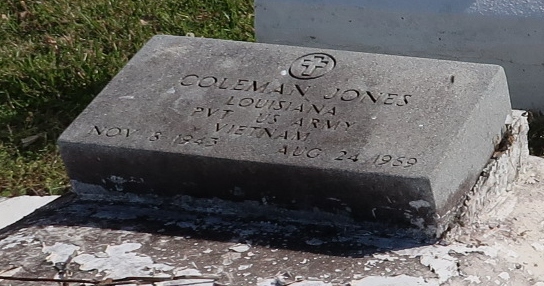 COLEMAN JONES
LOUISIANA
PVT US ARMY
VIETNAM
NOV 8 1943 AUG 24 1969